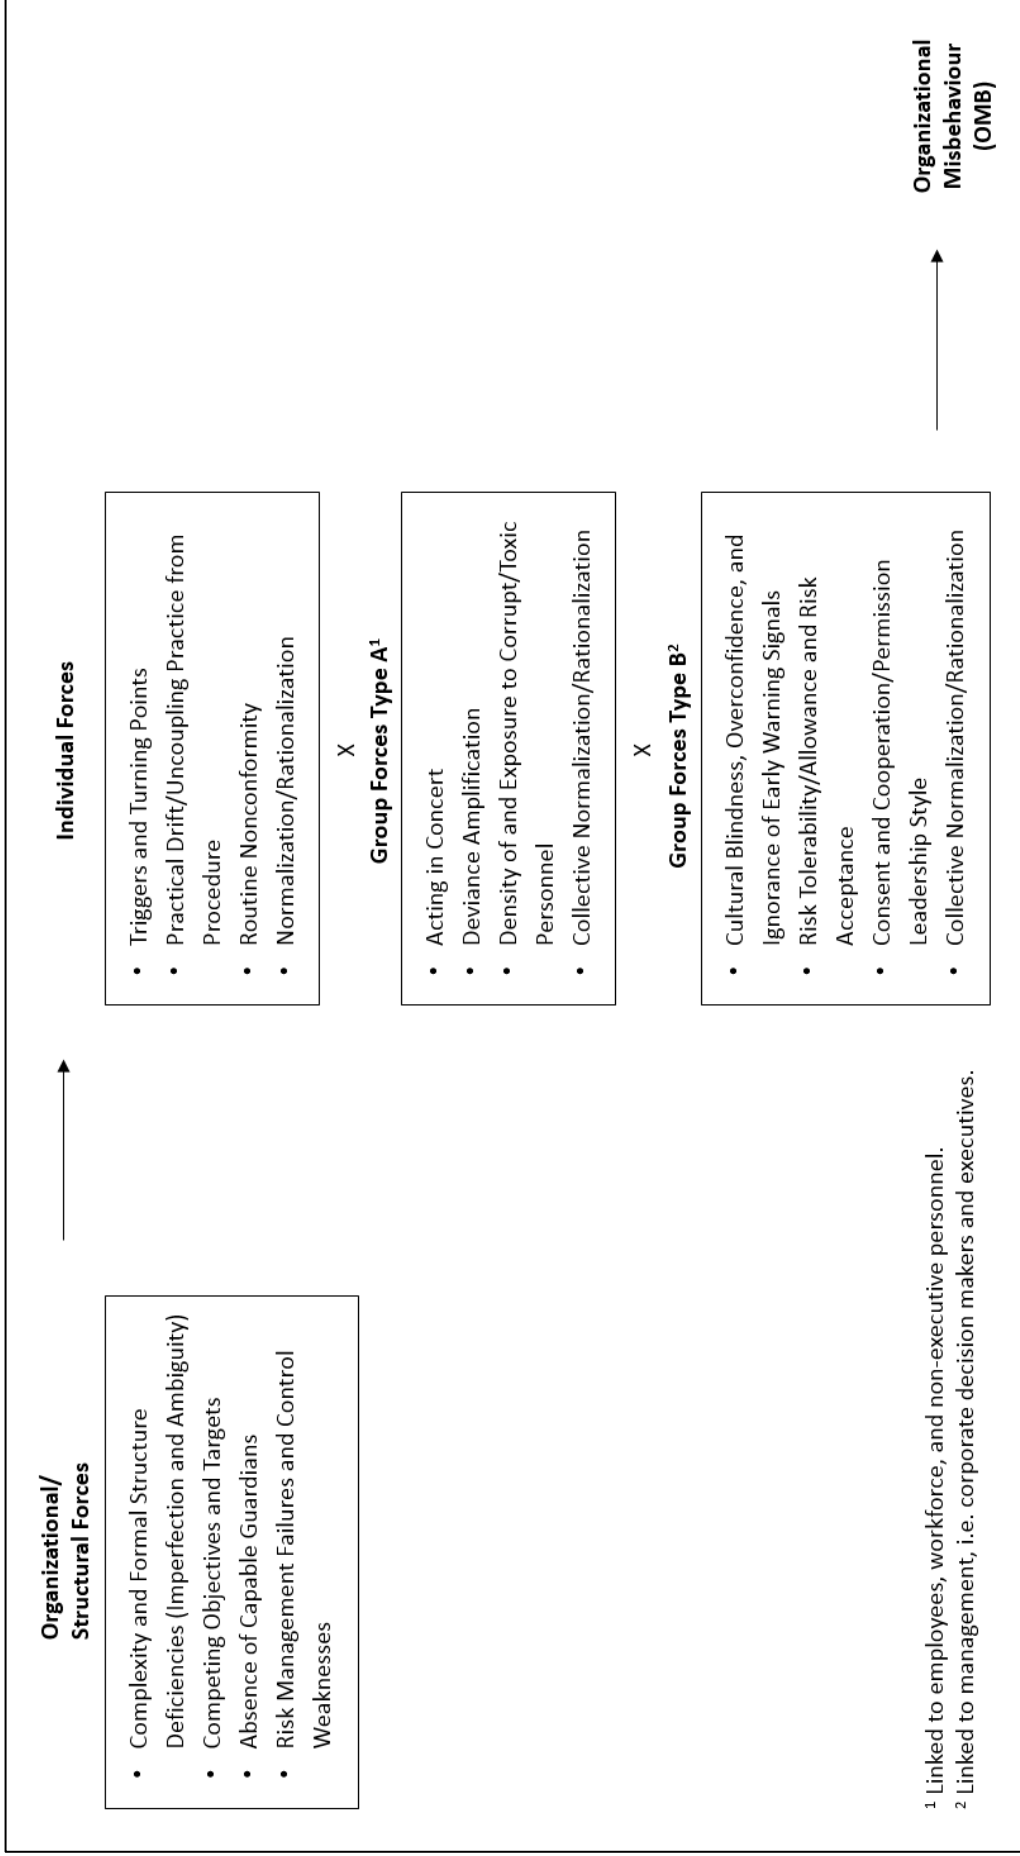 Organizational/
Structural Forces
• Complexity and Formal Structure
Deficiencies (Imperfection and Ambiguity)
• Competing Objectives and Targets
• Absence of Capable Guardians
• Risk Management Failures and Control
Weaknesses
Individual Forces
• Triggers and Turning Points
• Practical Drift/Uncoupling Practice from
Procedure
• Routine Nonconformity
• Normalization/Rationalization
X
Group Forces Type A¹
• Acting in Concert
• Deviance Amplification
• Density of and Exposure to Corrupt/Toxic
Personnel
• Collective Normalization/Rationalization
X
Group Forces Type B²
• Cultural Blindness, Overconfidence, and
Ignorance of Early Warning Signals
• Risk Tolerability/Allowance and Risk
Acceptance
• Consent and Cooperation/Permission
Leadership Style
• Collective Normalization/Rationalization
Organizational
Misbehaviour
(OMB)
¹ Linked to employees, workforce, and non-executive personnel.
² Linked to management, i.e. corporate decision makers and executives.